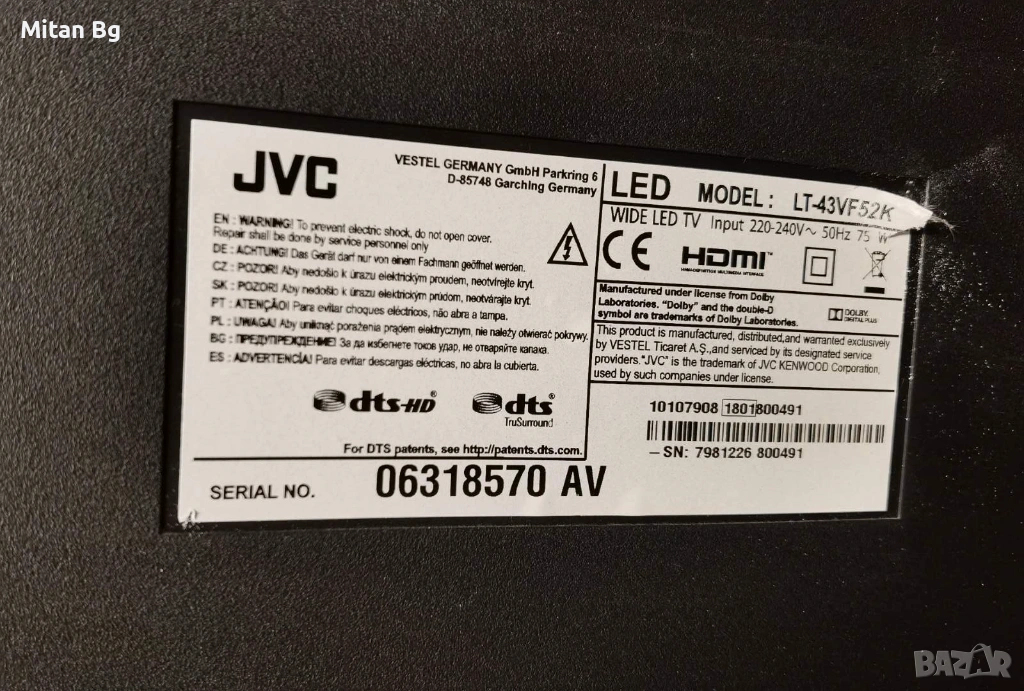 Mitan Bg
JVC
VESTEL GERMANY GmbH Parkring 6
D-85748 Garching Germany
EN : WARNING! To prevent electric shock, do not open cover.
Repair shall be done by service personnel only
DE : ACHTUNG! Das Gerät darf nur von einem Fachmann geöffnet werden.
CZ : POZOR! Aby nedošlo k úrazu elektrickým proudem, neotvírejte kryt.
SK : POZOR! Aby nedošlo k úrazu elektrickým prúdom, neotvárajte kryt.
PT : ATENÇÃO! Para evitar choques eléctricos, não abra a tampa.
PL : UWAGA! Aby uniknąć porażenia prądem elektrycznym, nie należy otwierać pokrywy.
BG : ПРЕДУПРЕЖДЕНИЕ! За да избегнете токов удар, не отваряйте капака.
ES : ADVERTENCIA! Para evitar descargas eléctricas, no abra la cubierta.
dts-HD
dts
TruSurround
For DTS patents, see http://patents.dts.com.
LED MODEL : LT-43VF52K
WIDE LED TV Input 220-240V~ 50Hz 75 W
CE HDMI™
HIGH-DEFINITION MULTIMEDIA INTERFACE
Manufactured under license from Dolby
Laboratories. "Dolby" and the double-D
symbol are trademarks of Dolby Laboratories.
DOLBY
DIGITAL PLUS
This product is manufactured, distributed,and warranted exclusively
by VESTEL Ticaret A.Ş.,and serviced by its designated service
providers."JVC" is the trademark of JVC KENWOOD Corporation,
used by such companies under license.
10107908 1801800491
– SN: 7981226 800491
SERIAL NO. 06318570 AV
BAZAR